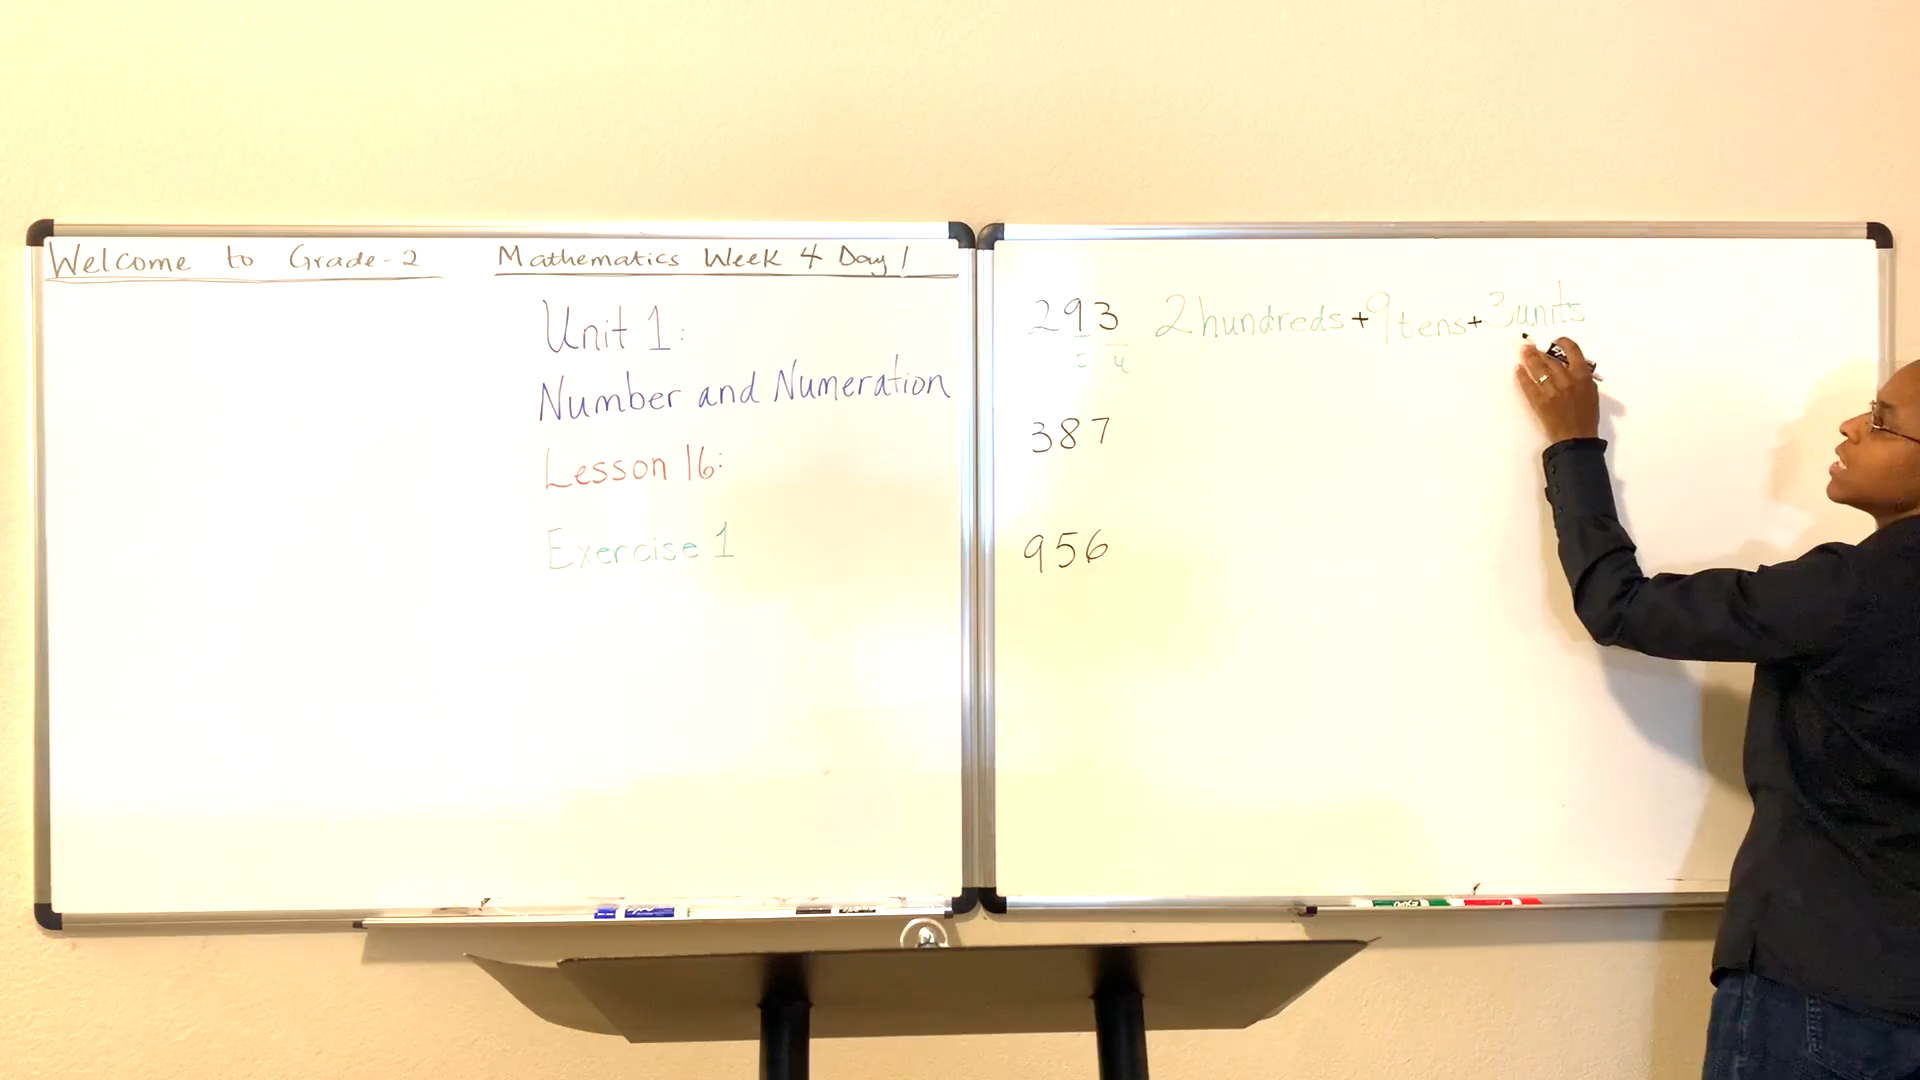 Welcome to Grade-2
Mathematics Week 4 Day 1
Unit 1:
Number and Numeration
Lesson 16:
Exercise 1
293 2 hundreds + 9 tens + 3 units
387
956